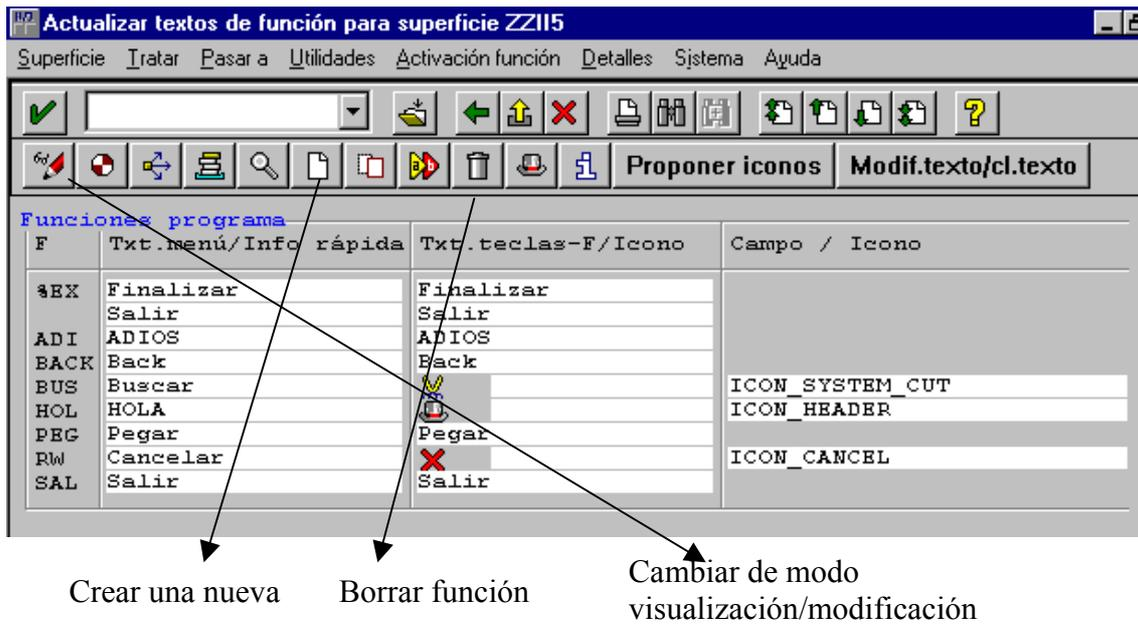 Actualizar textos de función para superficie ZZII5
Superficie Tratar Pasar a Utilidades Activación función Detalles Sistema Ayuda
Proponer iconos Modif.texto/cl.texto
Funciones programa
F Txt.menú/Info rápida Txt.teclas-F/Icono Campo / Icono
%EX Finalizar Finalizar
Salir Salir
ADI ADIOS ADIOS
BACK Back Back
BUS Buscar ICON_SYSTEM_CUT
HOL HOLA ICON_HEADER
PEG Pegar Pegar
RW Cancelar ICON_CANCEL
SAL Salir Salir
Crear una nueva Borrar función Cambiar de modo
visualización/modificación